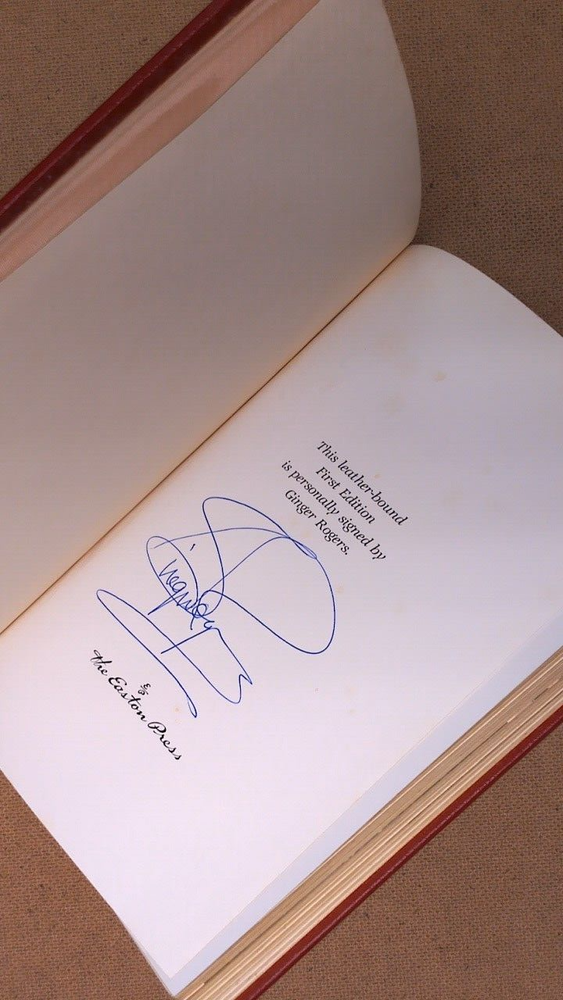 This leather-bound
First Edition
is personally signed by
Ginger Rogers.
The Easton Press